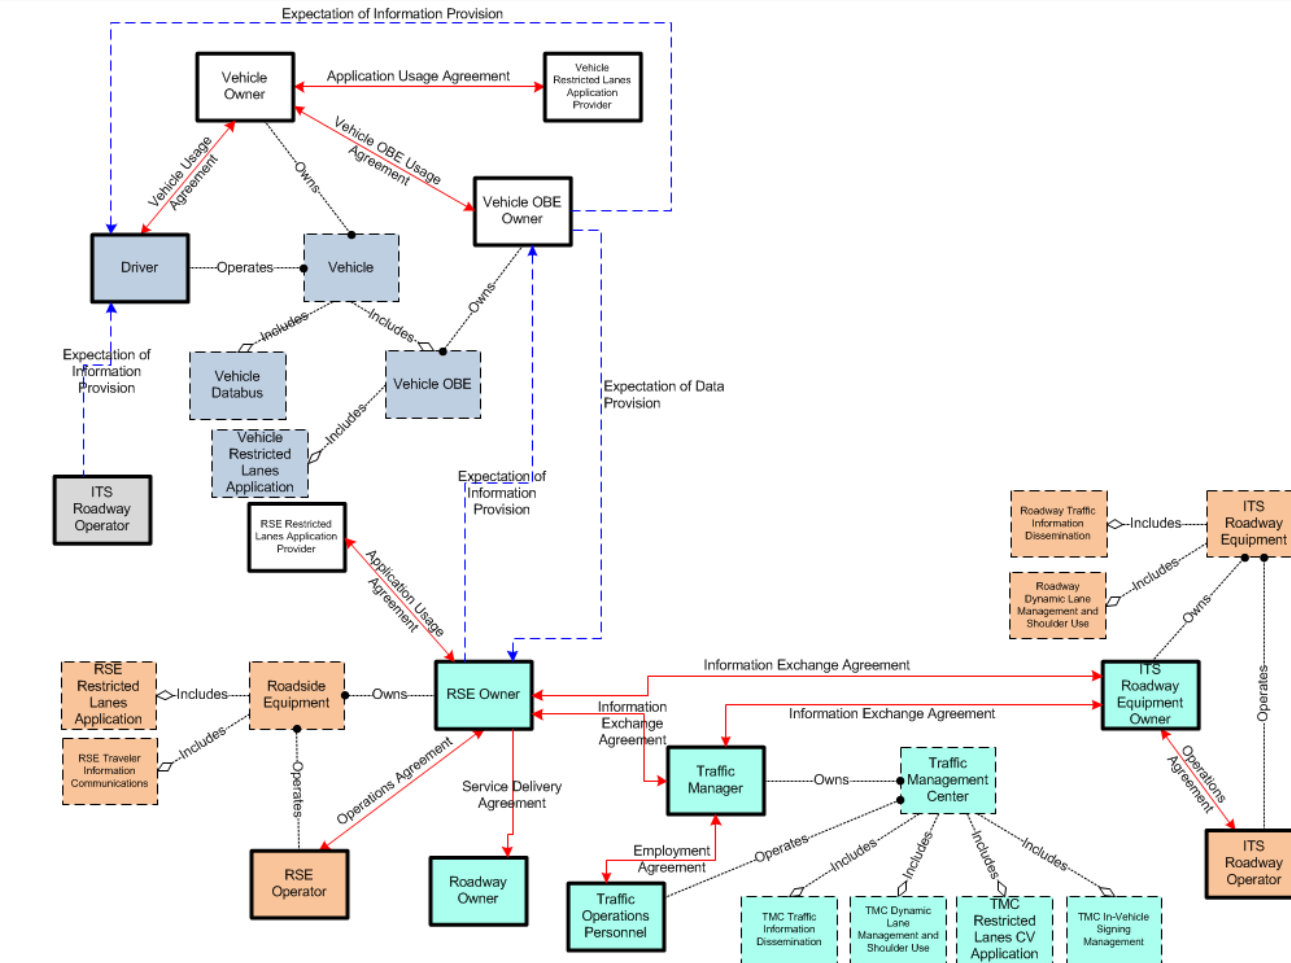 Expectation of Information Provision
Vehicle
Owner
Application Usage Agreement
Vehicle
Restricted Lanes
Application
Provider
Vehicle Usage
Agreement
Vehicle OBE Usage
Agreement
Owns
Vehicle OBE
Owner
Driver
Operates
Vehicle
Owns
Includes
Includes
Expectation of
Information
Provision
Vehicle
Databus
Vehicle OBE
Expectation of Data
Provision
Includes
Vehicle
Restricted
Lanes
Application
ITS
Roadway
Operator
Expectation of
Information
Provision
RSE Restricted
Lanes Application
Provider
Application Usage
Agreement
Roadway Traffic
Information
Dissemination
Includes
ITS
Roadway
Equipment
Includes
Roadway
Dynamic Lane
Management and
Shoulder Use
Owns
Operates
RSE
Restricted
Lanes
Application
Includes
Roadside
Equipment
Owns
RSE Owner
Information Exchange Agreement
ITS
Roadway
Equipment
Owner
Information
Exchange
Agreement
Information Exchange Agreement
RSE Traveler
Information
Communications
Includes
Operates
Operations Agreement
Service Delivery
Agreement
Traffic
Manager
Owns
Traffic
Management
Center
Operations
Agreement
RSE
Operator
Roadway
Owner
Employment
Agreement
Operates
Includes
Includes
Includes
Includes
ITS
Roadway
Operator
Traffic
Operations
Personnel
TMC Traffic
Information
Dissemination
TMC Dynamic
Lane
Management and
Shoulder Use
TMC
Restricted
Lanes CV
Application
TMC In-Vehicle
Signing
Management